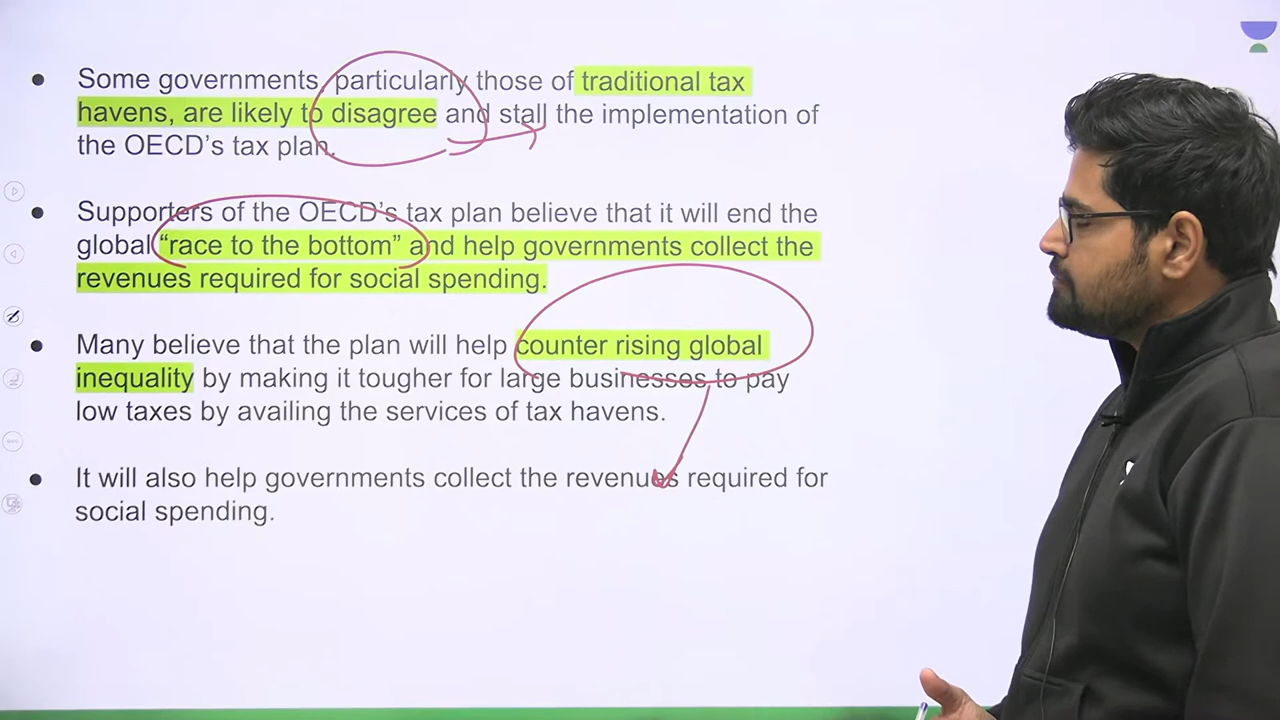 ● Some governments, particularly those of traditional tax
havens, are likely to disagree and stall the implementation of
the OECD's tax plan.
● Supporters of the OECD's tax plan believe that it will end the
global “race to the bottom” and help governments collect the
revenues required for social spending.
● Many believe that the plan will help counter rising global
inequality by making it tougher for large businesses to pay
low taxes by availing the services of tax havens.
● It will also help governments collect the revenues required for
social spending.